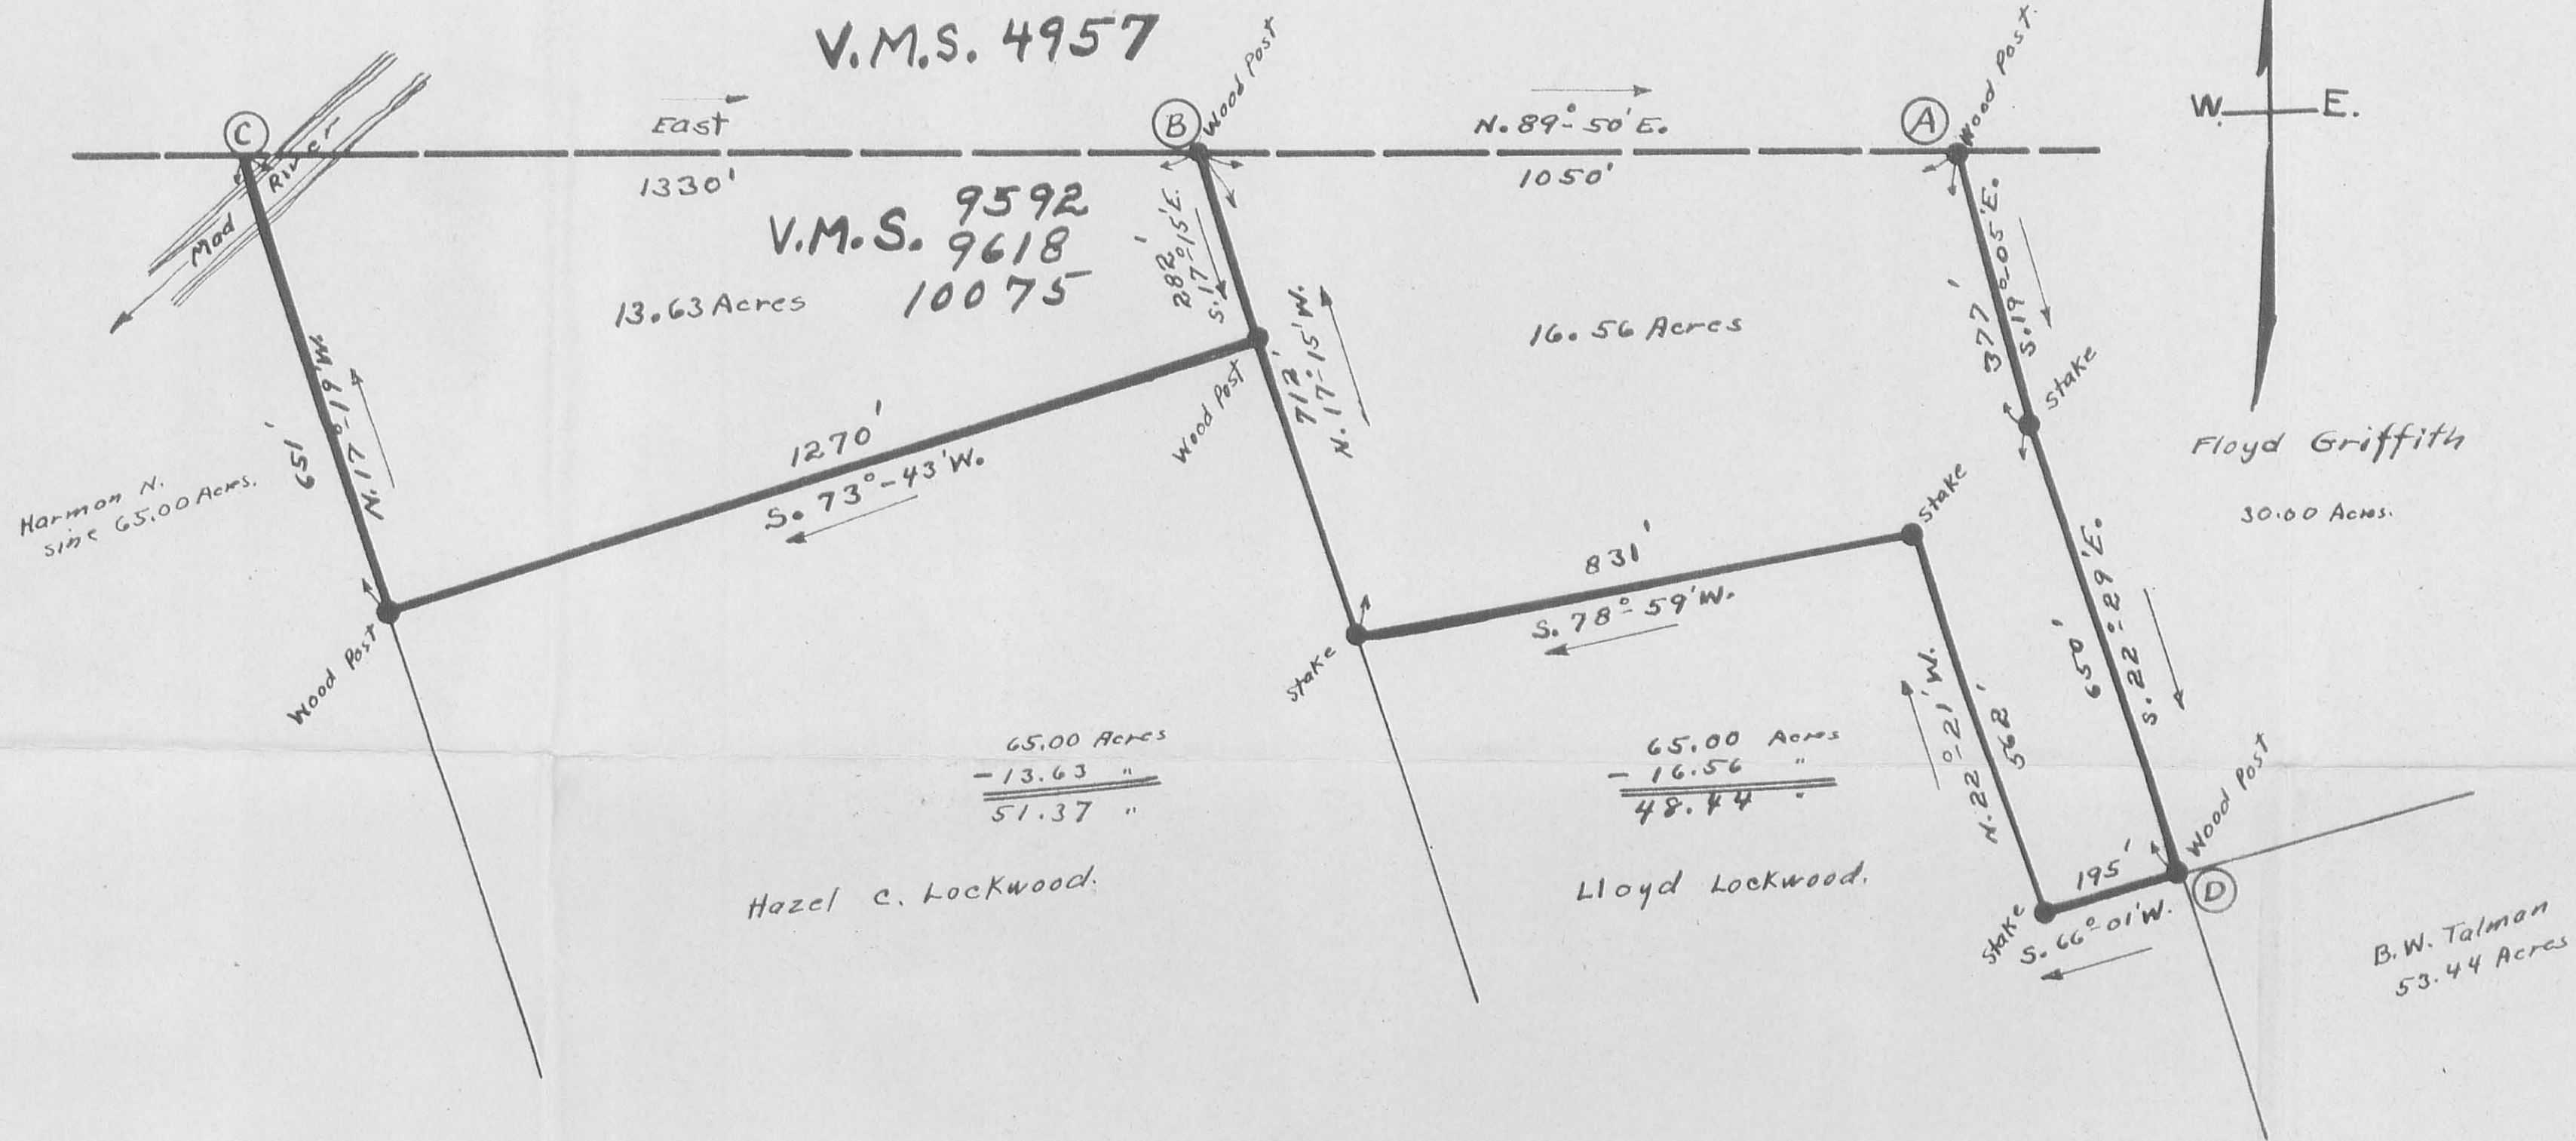 V.M.S. 4957
Wood Post
Wood Post.
W. E.
C
B
A
East
N. 89°-50' E.
1330'
1050'
Mad River
V.M.S. 9592
9618
10075
13.63 Acres
282'
S. 17°-15' E.
16.56 Acres
377'
S. 19°-05' E.
Stake
712'
N. 17°-15' W.
Wood Post
651'
N. 17°-19' W.
1270'
S. 73°-43' W.
Harmon N.
sine 65.00 Acres.
Floyd Griffith
30.00 Acres.
Stake
831'
S. 78°-59' W.
650'
S. 22°-29' E.
Wood Post
Stake
N. 22°-21' W.
562'
65.00 Acres
- 13.63 "
51.37 "
65.00 Acres
- 16.56 "
48.44 "
Wood Post
Hazel C. Lockwood.
Lloyd Lockwood.
195'
D
Stake
S. 66°-01' W.
B.W. Talman
53.44 Acres